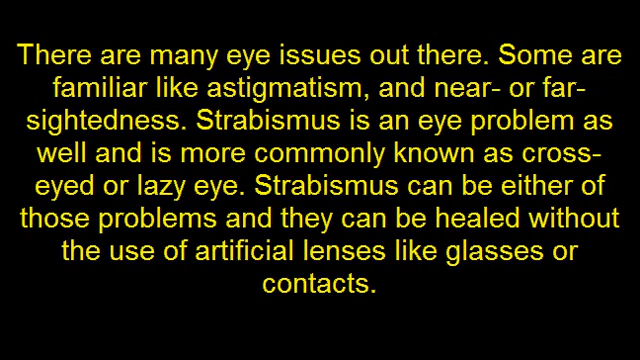 There are many eye issues out there. Some are
familiar like astigmatism, and near- or far-
sightedness. Strabismus is an eye problem as
well and is more commonly known as cross-
eyed or lazy eye. Strabismus can be either of
those problems and they can be healed without
the use of artificial lenses like glasses or
contacts.